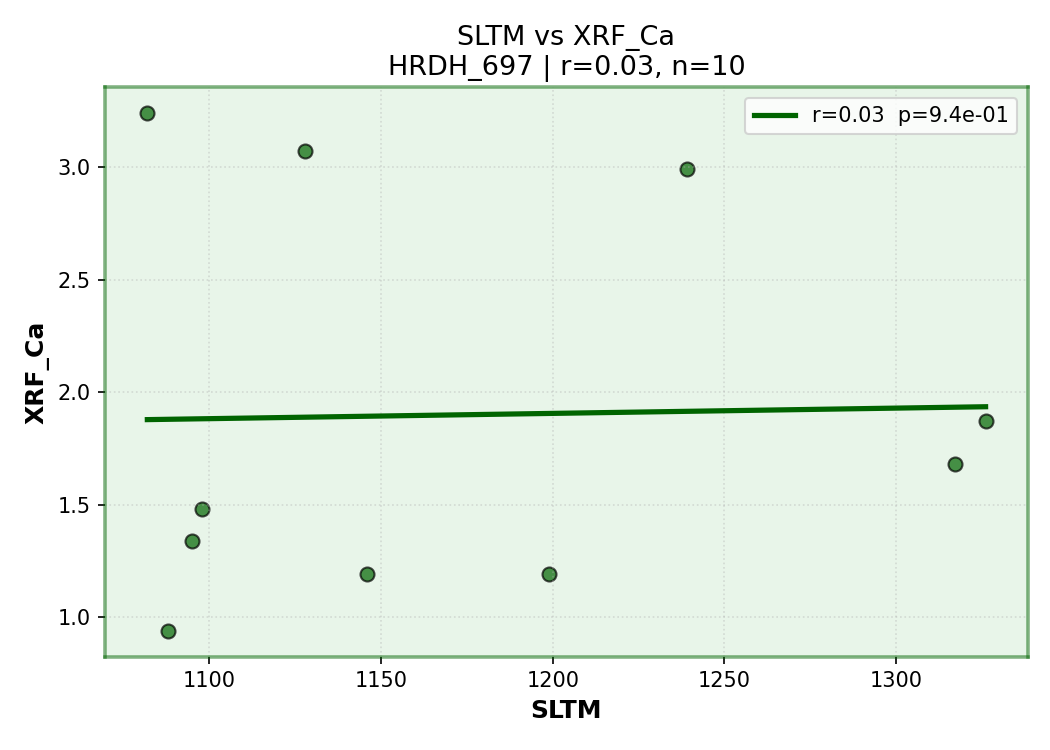 SLTM vs XRF_Ca
HRDH_697 | r=0.03, n=10
r=0.03  p=9.4e-01
XRF_Ca
3.0
2.5
2.0
1.5
1.0
1100 1150 1200 1250 1300
SLTM